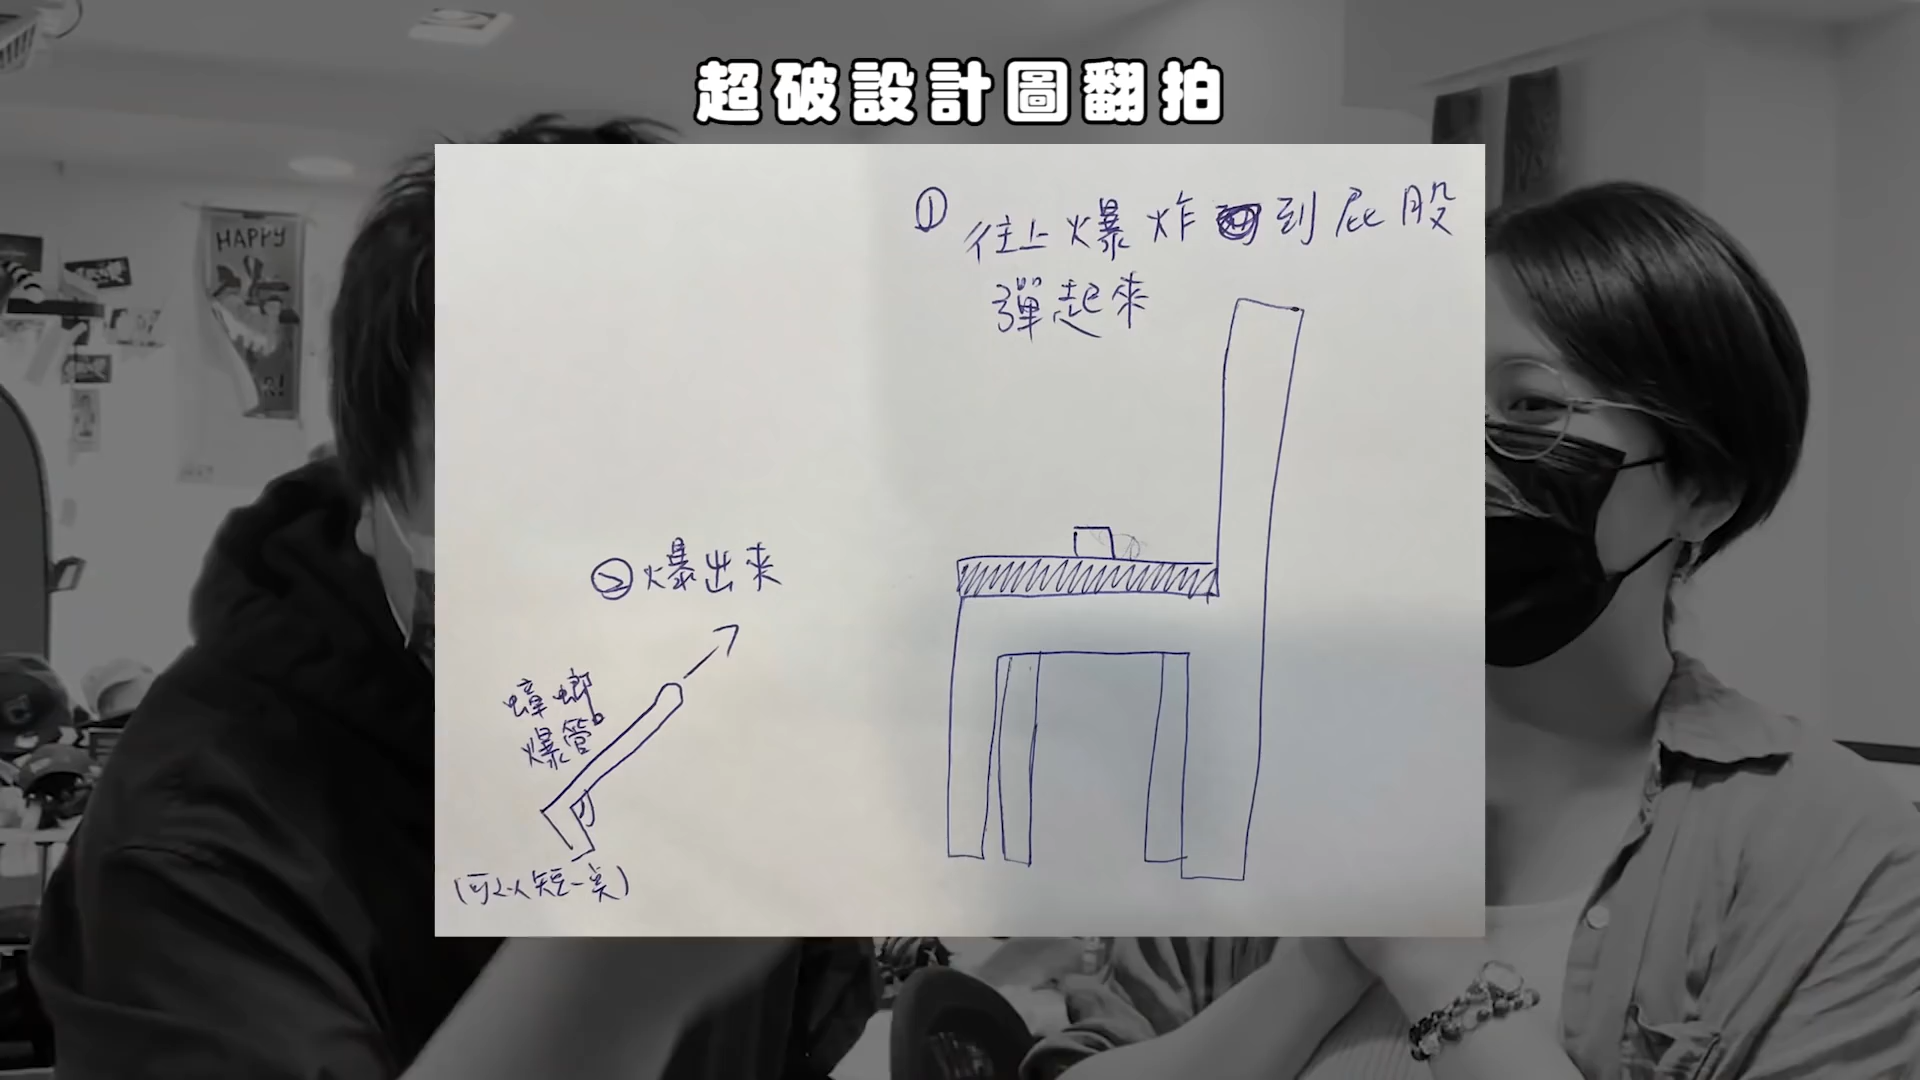 超破設計圖翻拍
HAPPY
① 往上爆炸到屁股
彈起來
② 爆出來
蟑螂
爆管
(可以短一奌)